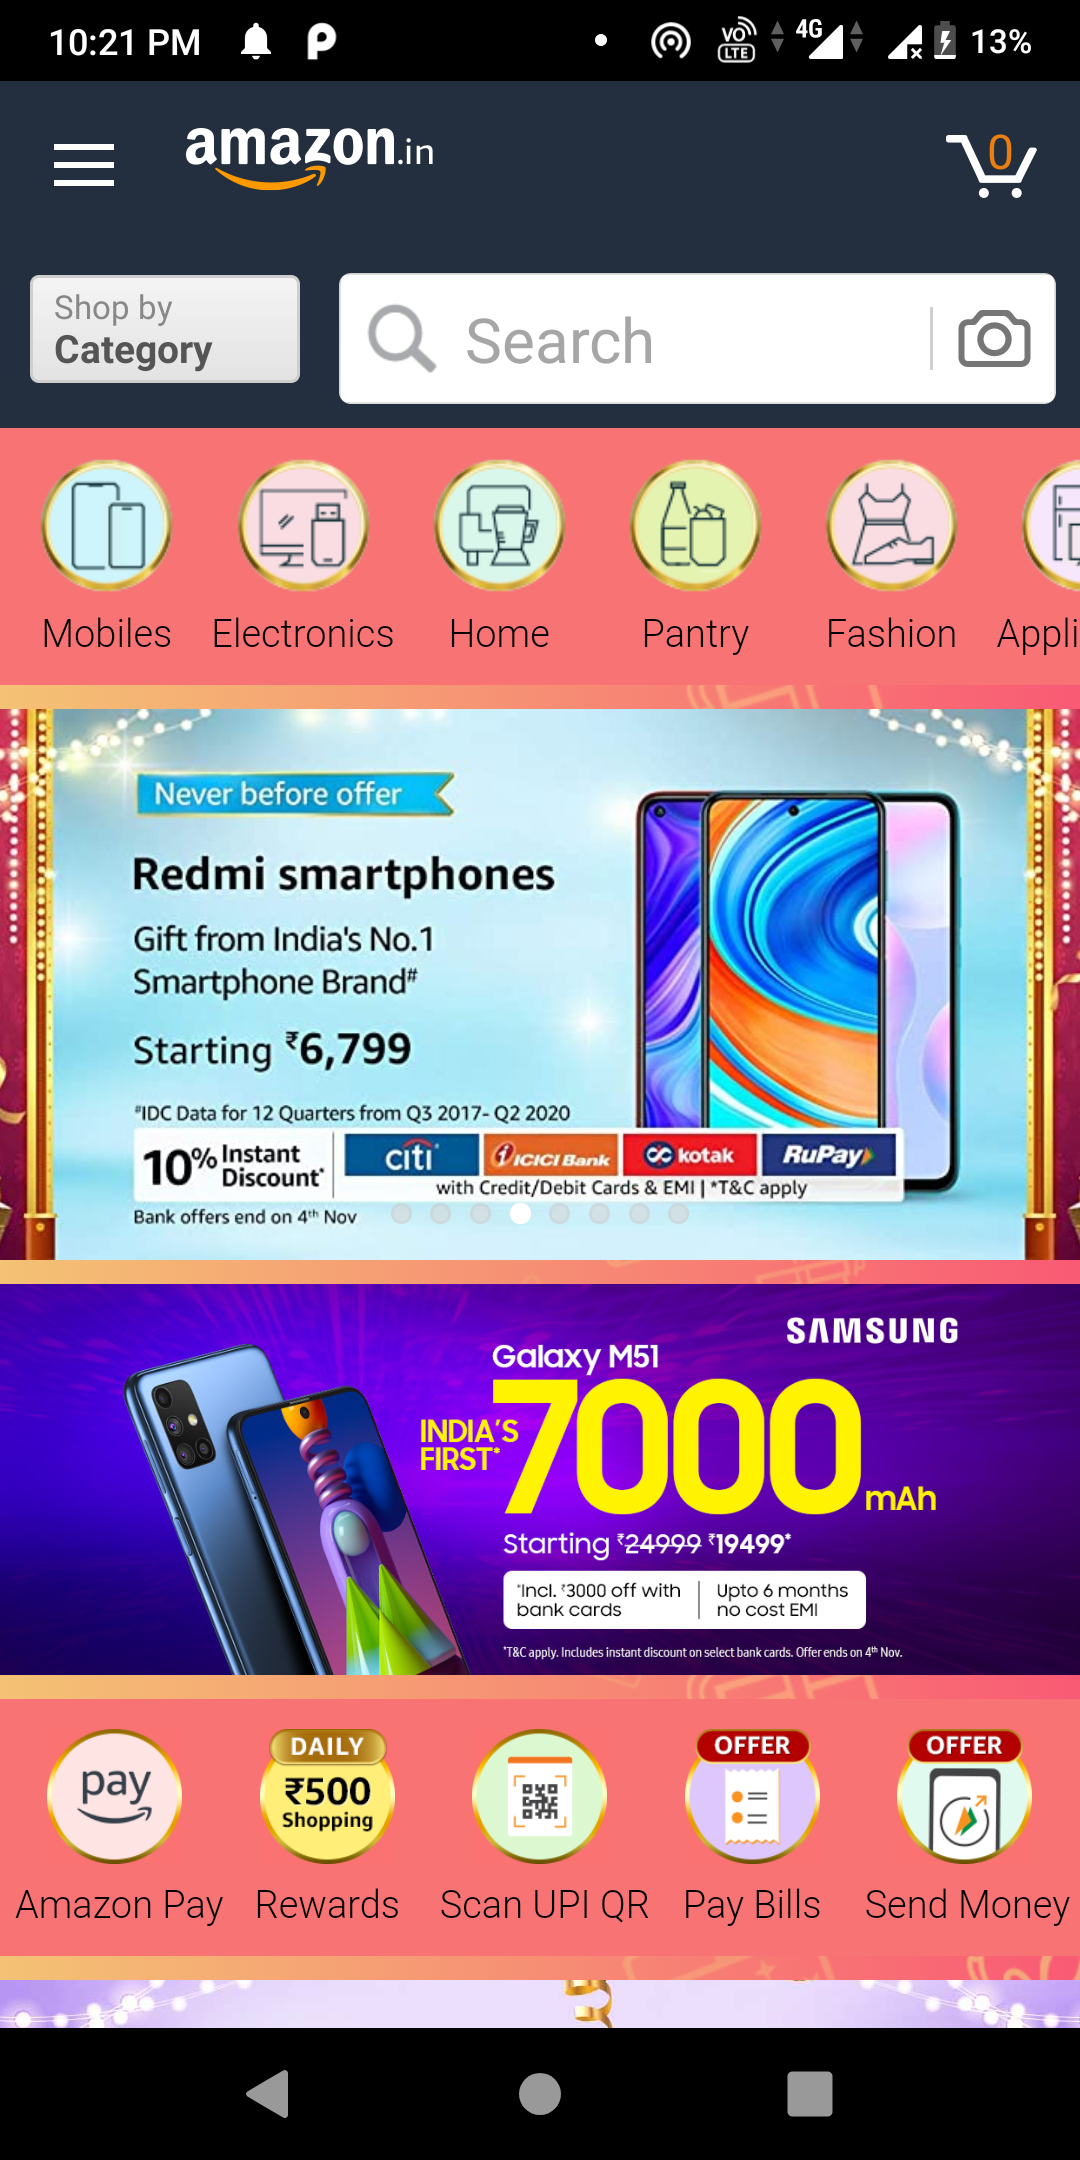 10:21 PM VO LTE 4G 13%
amazon.in 0
Shop by
Category
Search
Mobiles Electronics Home Pantry Fashion Appli
Never before offer
Redmi smartphones
Gift from India's No.1
Smartphone Brand#
Starting ₹6,799
#IDC Data for 12 Quarters from Q3 2017- Q2 2020
10% Instant Discount* citi ICICI Bank kotak RuPay
with Credit/Debit Cards & EMI | *T&C apply
Bank offers end on 4th Nov
SAMSUNG
Galaxy M51
INDIA'S
FIRST*
7000 mAh
Starting ₹24999 ₹19499*
*Incl. ₹3000 off with
bank cards
Upto 6 months
no cost EMI
*T&C apply. Includes instant discount on select bank cards. Offer ends on 4th Nov.
pay
DAILY
₹500
Shopping
OFFER
OFFER
Amazon Pay Rewards Scan UPI QR Pay Bills Send Money